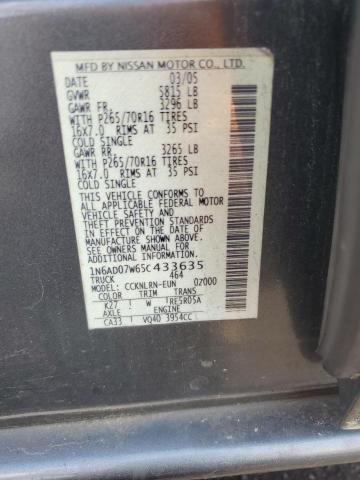 MFD BY NISSAN MOTOR CO., LTD.
DATE 03/05
GVWR 5815 LB
GAWR FR. 3296 LB
WITH P265/70R16 TIRES
16X7.0 RIMS AT 35 PSI
COLD SINGLE
GAWR RR. 3265 LB
WITH P265/70R16 TIRES
16X7.0 RIMS AT 35 PSI
COLD SINGLE
THIS VEHICLE CONFORMS TO
ALL APPLICABLE FEDERAL MOTOR
VEHICLE SAFETY AND
THEFT PREVENTION STANDARDS
IN EFFECT ON THE DATE OF
MANUFACTURE SHOWN ABOVE.
SEE OWNER'S MANUAL FOR
ADDITIONAL INFORMATION.
1N6AD07W65C433635
TRUCK 464
MODEL: CCKNLRN-EUN 0Z000
COLOR TRIM TRANS
K27 W RE5R05A
AXLE ENGINE
CA33 VQ40 3954CC